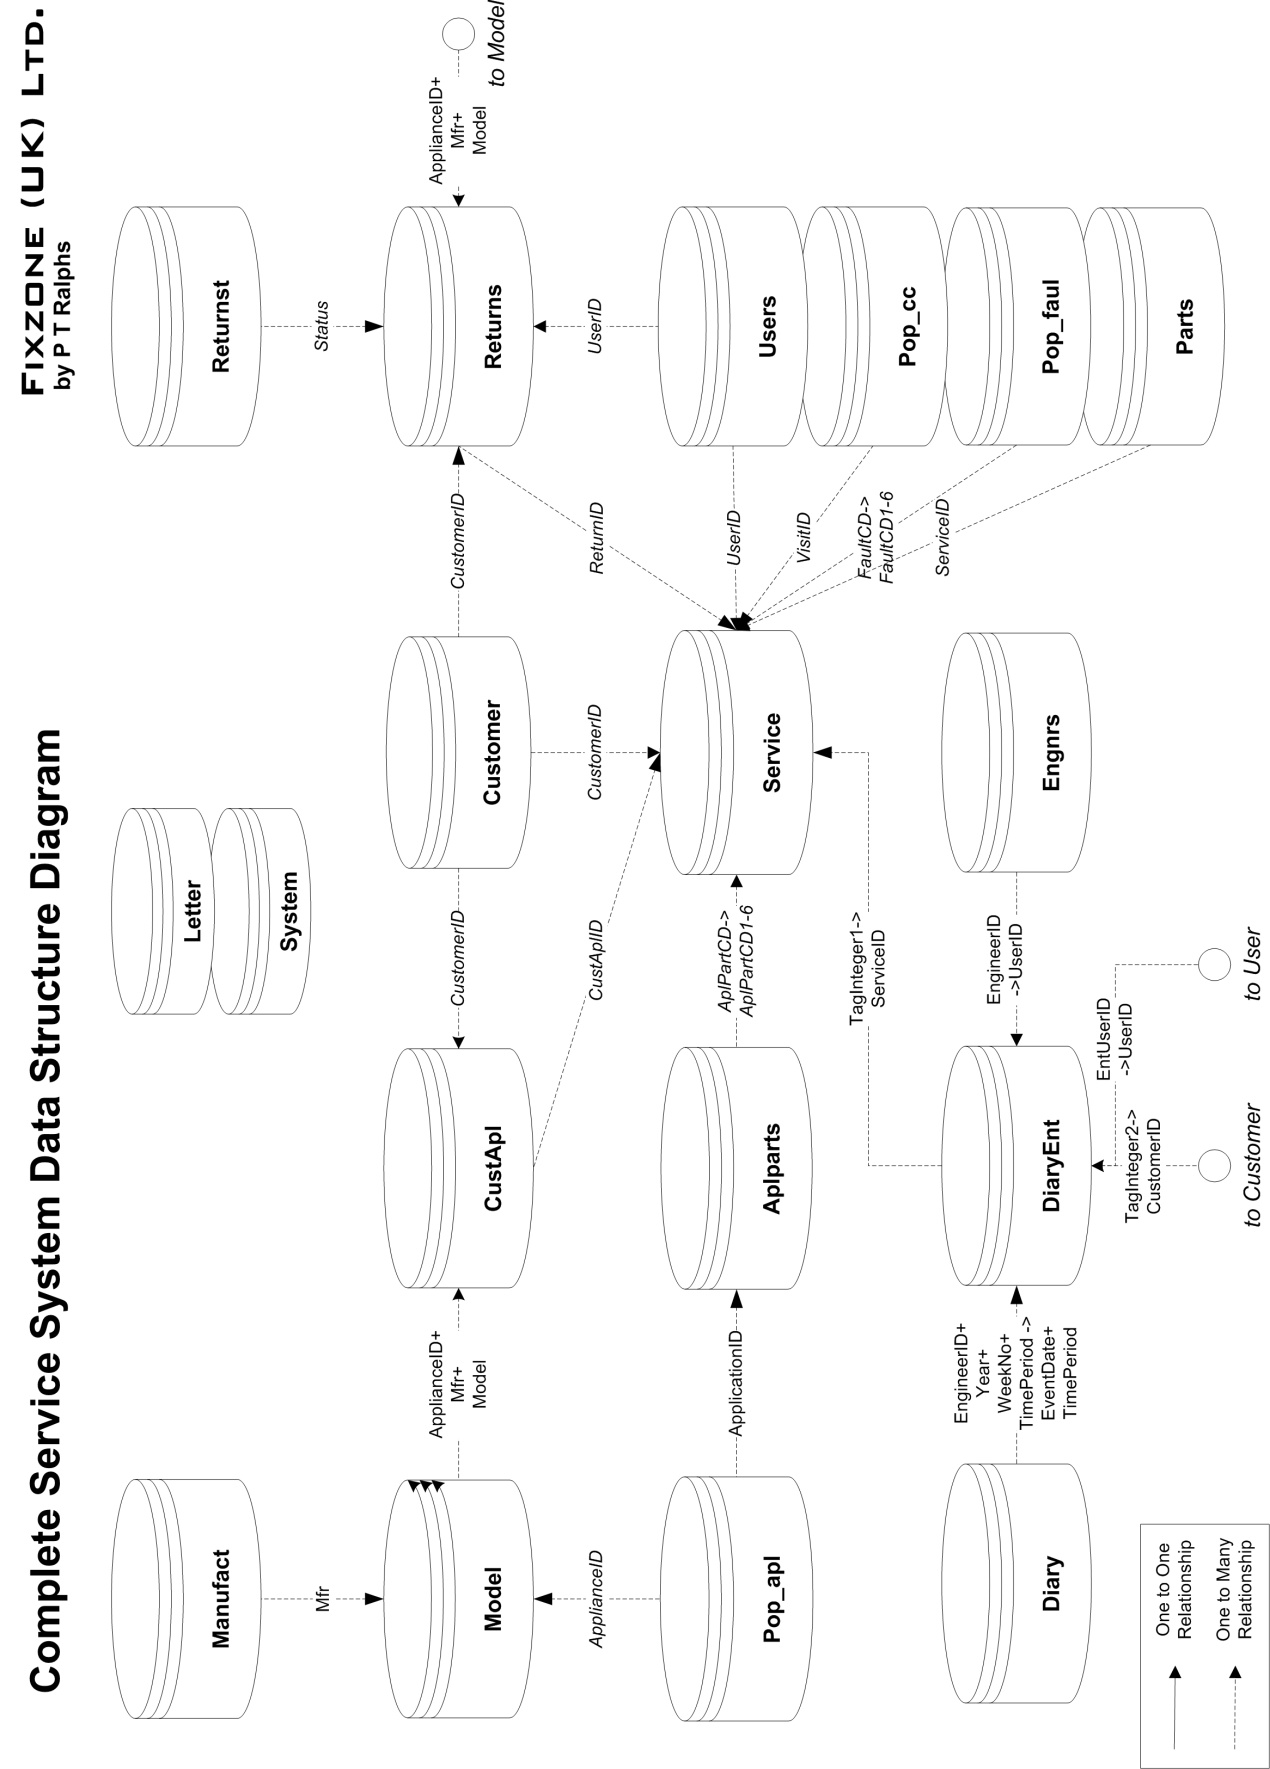 Complete Service System Data Structure Diagram
FIXZONE (UK) LTD.
by P T Ralphs
Manufact
Letter
System
Returnst
Mfr
Status
Model
ApplianceID+
Mfr+
Model
CustApl
CustomerID
Customer
CustomerID
Returns
ApplianceID+
Mfr+
Model
to Model
ApplianceID
CustAplID
CustomerID
ReturnID
UserID
Pop_apl
ApplicationID
Aplparts
AplPartCD->
AplPartCD1-6
Service
UserID
Users
VisitID
Pop_cc
FaultCD->
FaultCD1-6
Pop_faul
ServiceID
Parts
TagInteger1->
ServiceID
Diary
EngineerID+
Year+
WeekNo+
TimePeriod ->
EventDate+
TimePeriod
DiaryEnt
EngineerID
->UserID
Engnrs
EntUserID
->UserID
TagInteger2->
CustomerID
to Customer
to User
One to One
Relationship
One to Many
Relationship